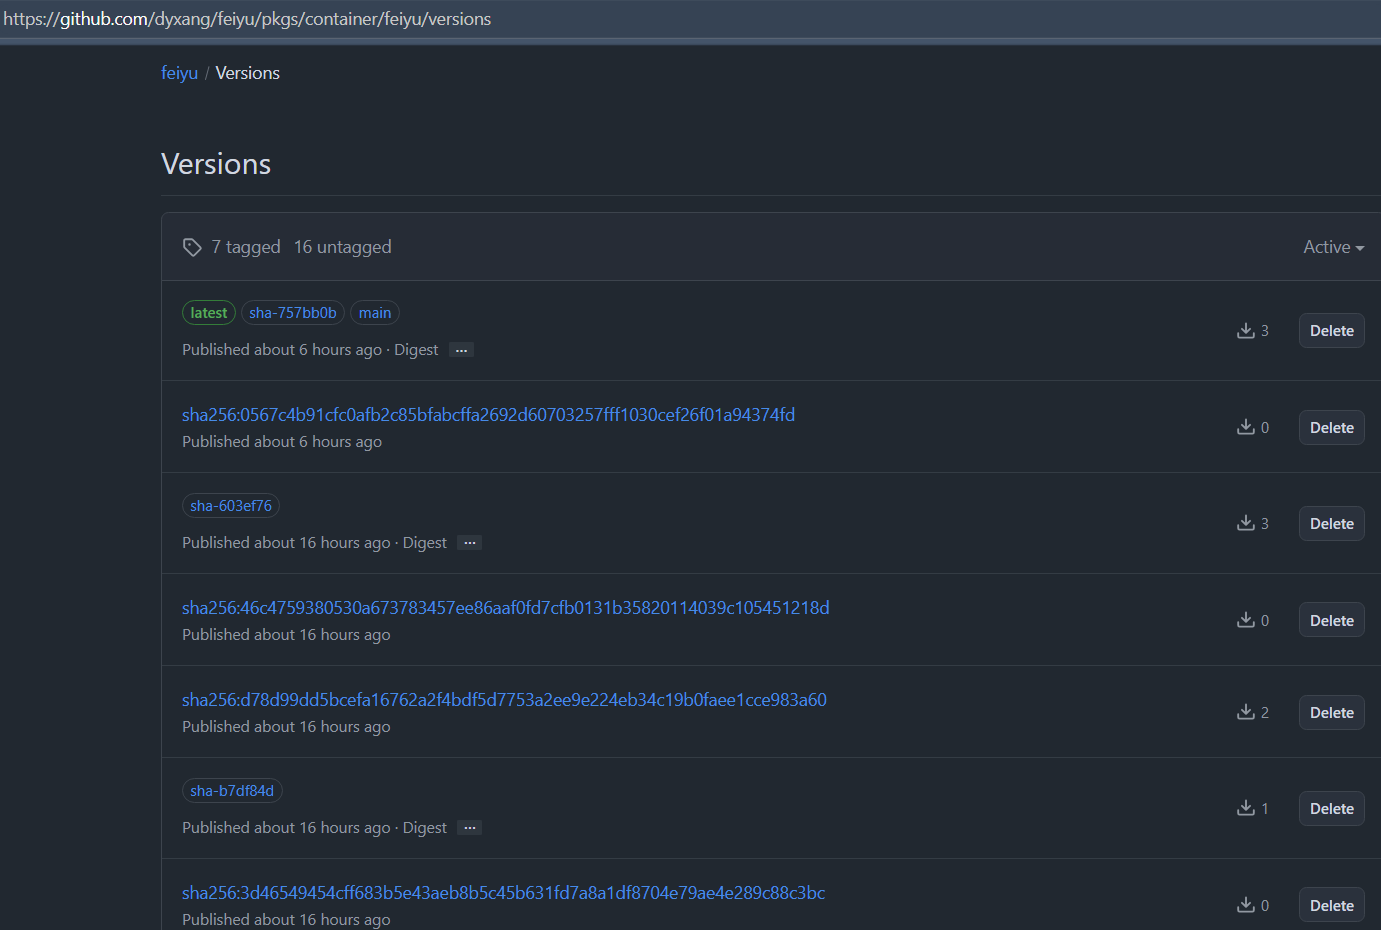 https://github.com/dyxang/feiyu/pkgs/container/feiyu/versions
feiyu / Versions
Versions
7 tagged 16 untagged Active
latest sha-757bb0b main
Published about 6 hours ago · Digest ...
3 Delete
sha256:0567c4b91cfc0afb2c85bfabcffa2692d60703257fff1030cef26f01a94374fd
Published about 6 hours ago
0 Delete
sha-603ef76
Published about 16 hours ago · Digest ...
3 Delete
sha256:46c4759380530a673783457ee86aaf0fd7cfb0131b35820114039c105451218d
Published about 16 hours ago
0 Delete
sha256:d78d99dd5bcefa16762a2f4bdf5d7753a2ee9e224eb34c19b0faee1cce983a60
Published about 16 hours ago
2 Delete
sha-b7df84d
Published about 16 hours ago · Digest ...
1 Delete
sha256:3d46549454cff683b5e43aeb8b5c45b631fd7a8a1df8704e79ae4e289c88c3bc
Published about 16 hours ago
0 Delete